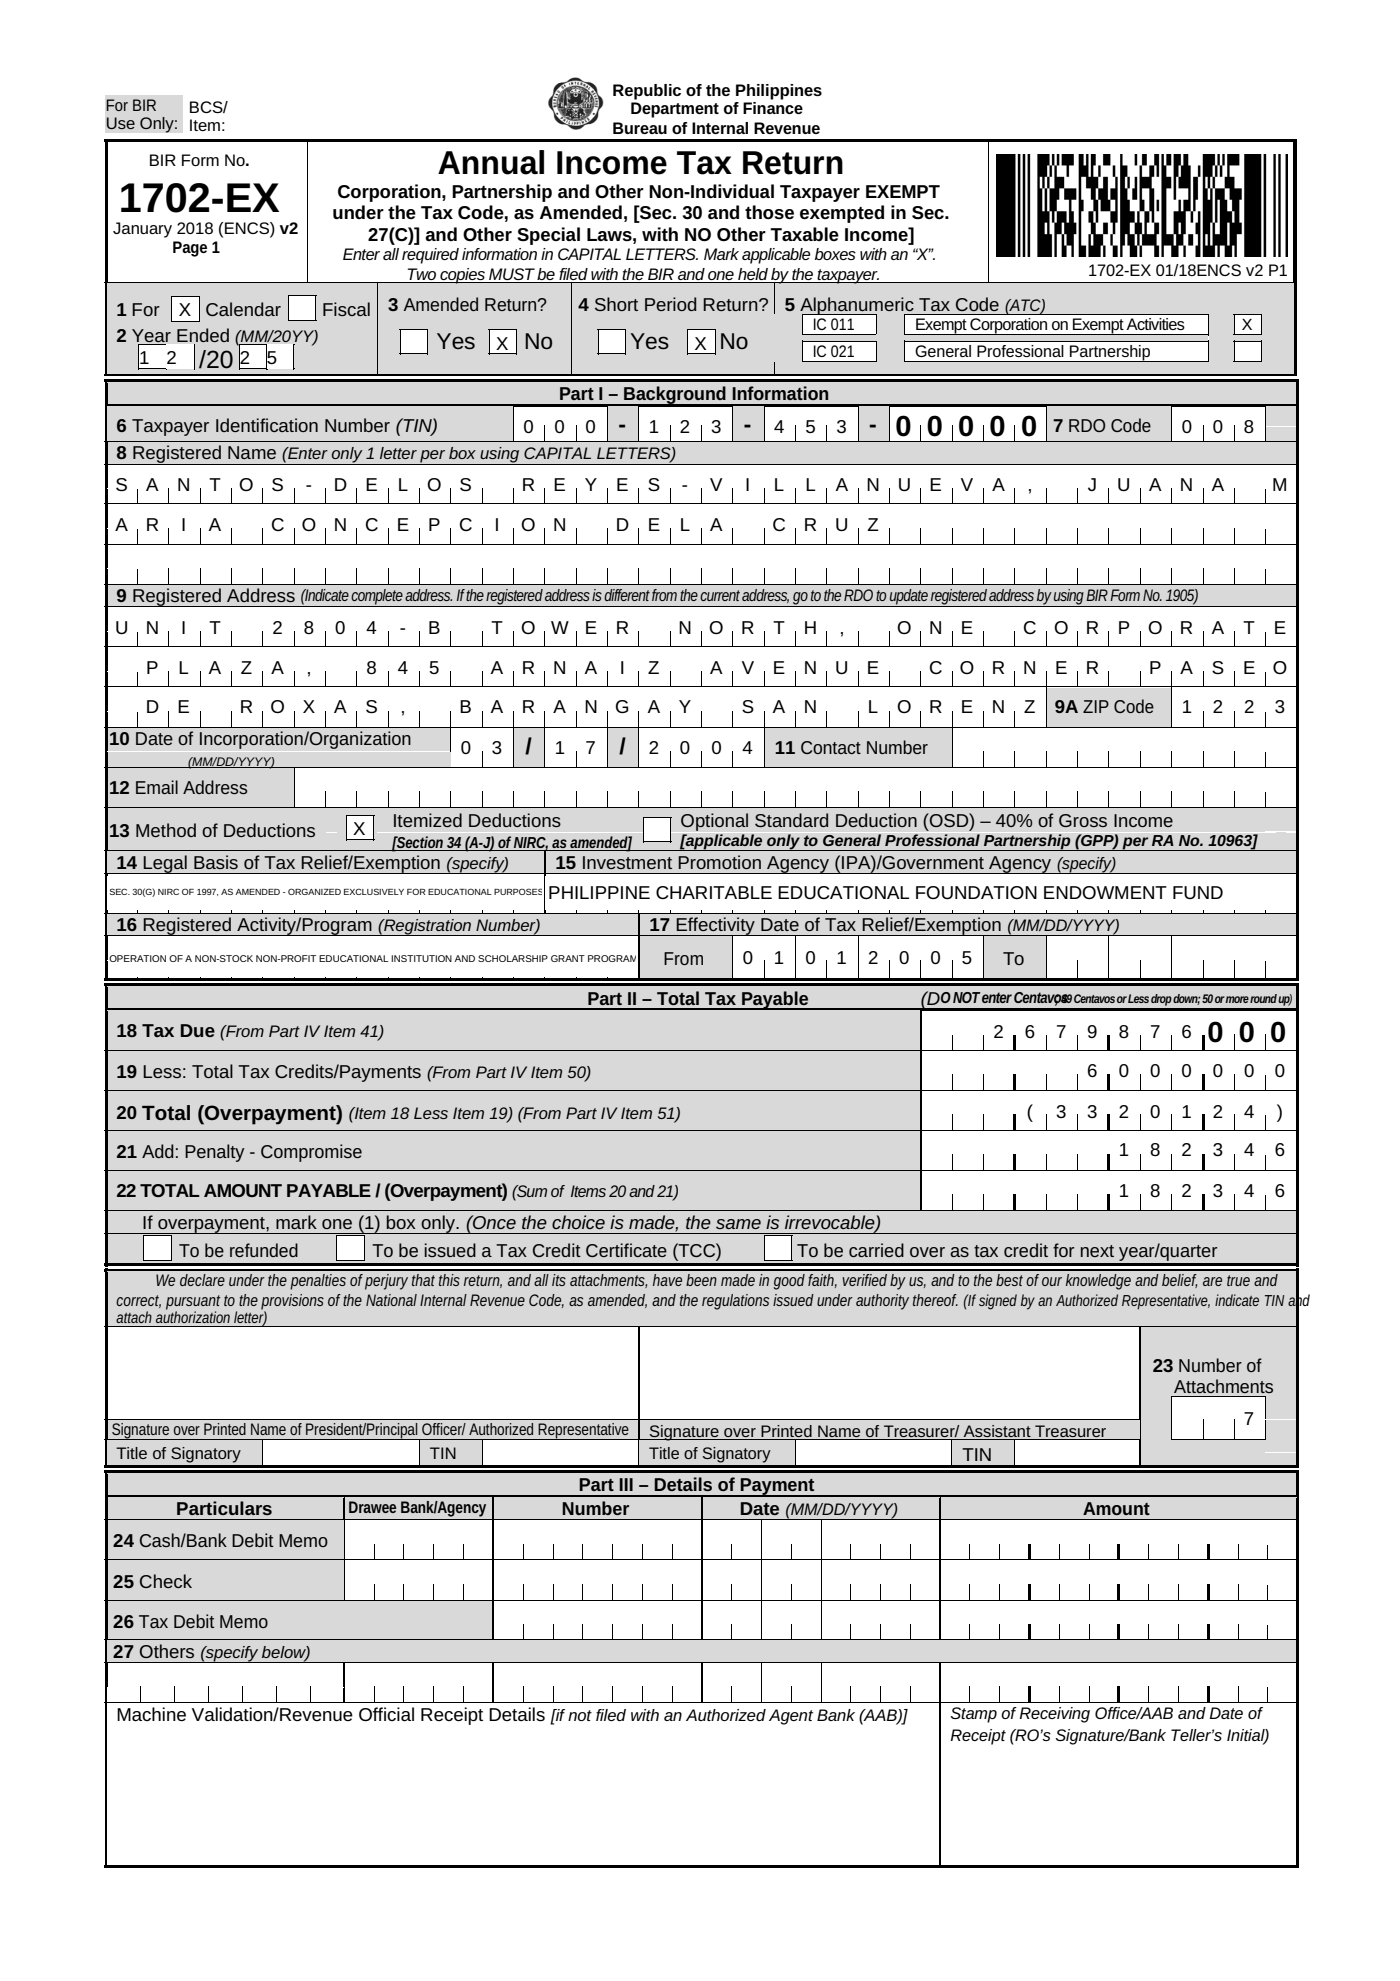 For BIR Use Only: BCS/ Item:
Republic of the Philippines
Department of Finance
Bureau of Internal Revenue
BIR Form No.
1702-EX
January 2018 (ENCS) v2
Page 1
Annual Income Tax Return
Corporation, Partnership and Other Non-Individual Taxpayer EXEMPT
under the Tax Code, as Amended, [Sec. 30 and those exempted in Sec.
27(C)] and Other Special Laws, with NO Other Taxable Income]
Enter all required information in CAPITAL LETTERS. Mark applicable boxes with an “X”.
Two copies MUST be filed with the BIR and one held by the taxpayer.
1702-EX 01/18ENCS v2 P1
1 For X Calendar Fiscal
2 Year Ended (MM/20YY)
12 /20 25
3 Amended Return?
Yes X No
4 Short Period Return?
Yes X No
5 Alphanumeric Tax Code (ATC)
IC 011 Exempt Corporation on Exempt Activities X
IC 021 General Professional Partnership
Part I – Background Information
6 Taxpayer Identification Number (TIN) 000 - 123 - 453 - 00000 7 RDO Code 008
8 Registered Name (Enter only 1 letter per box using CAPITAL LETTERS)
SANTOS-DELOS REYES-VILLANUEVA, JUANA M
ARIA CONCEPCION DELA CRUZ
9 Registered Address (Indicate complete address. If the registered address is different from the current address, go to the RDO to update registered address by using BIR Form No. 1905)
UNIT 2804-B TOWER NORTH, ONE CORPORATE
PLAZA, 845 ARNAIZ AVENUE CORNER PASEO
DE ROXAS, BARANGAY SAN LORENZ 9A ZIP Code 1223
10 Date of Incorporation/Organization (MM/DD/YYYY) 03 / 17 / 2004 11 Contact Number
12 Email Address
13 Method of Deductions X Itemized Deductions [Section 34 (A-J) of NIRC, as amended] Optional Standard Deduction (OSD) – 40% of Gross Income [applicable only to General Professional Partnership (GPP) per RA No. 10963]
14 Legal Basis of Tax Relief/Exemption (specify) 15 Investment Promotion Agency (IPA)/Government Agency (specify)
SEC. 30(G) NIRC OF 1997, AS AMENDED - ORGANIZED EXCLUSIVELY FOR EDUCATIONAL PURPOSES PHILIPPINE CHARITABLE EDUCATIONAL FOUNDATION ENDOWMENT FUND
16 Registered Activity/Program (Registration Number) 17 Effectivity Date of Tax Relief/Exemption (MM/DD/YYYY)
OPERATION OF A NON-STOCK NON-PROFIT EDUCATIONAL INSTITUTION AND SCHOLARSHIP GRANT PROGRAM From 01012005 To
Part II – Total Tax Payable (DO NOT enter Centavos; 49 Centavos or Less drop down; 50 or more round up)
18 Tax Due (From Part IV Item 41) 2679876000
19 Less: Total Tax Credits/Payments (From Part IV Item 50) 6000000
20 Total (Overpayment) (Item 18 Less Item 19) (From Part IV Item 51) (3320124)
21 Add: Penalty - Compromise 182346
22 TOTAL AMOUNT PAYABLE / (Overpayment) (Sum of Items 20 and 21) 182346
If overpayment, mark one (1) box only. (Once the choice is made, the same is irrevocable)
To be refunded To be issued a Tax Credit Certificate (TCC) To be carried over as tax credit for next year/quarter
We declare under the penalties of perjury that this return, and all its attachments, have been made in good faith, verified by us, and to the best of our knowledge and belief, are true and
correct, pursuant to the provisions of the National Internal Revenue Code, as amended, and the regulations issued under authority thereof. (If signed by an Authorized Representative, indicate TIN and
attach authorization letter)
23 Number of
Attachments
7
Signature over Printed Name of President/Principal Officer/ Authorized Representative Signature over Printed Name of Treasurer/ Assistant Treasurer
Title of Signatory TIN Title of Signatory TIN
Part III – Details of Payment
Particulars Drawee Bank/Agency Number Date (MM/DD/YYYY) Amount
24 Cash/Bank Debit Memo
25 Check
26 Tax Debit Memo
27 Others (specify below)
Machine Validation/Revenue Official Receipt Details [if not filed with an Authorized Agent Bank (AAB)]
Stamp of Receiving Office/AAB and Date of
Receipt (RO’s Signature/Bank Teller’s Initial)